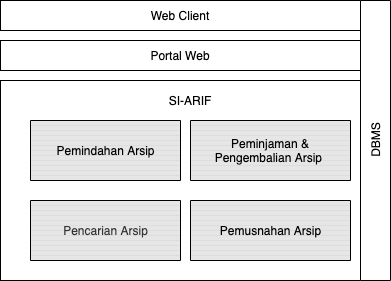 Web Client
Portal Web
SI-ARIF
Pemindahan Arsip
Peminjaman &
Pengembalian Arsip
Pencarian Arsip
Pemusnahan Arsip
DBMS